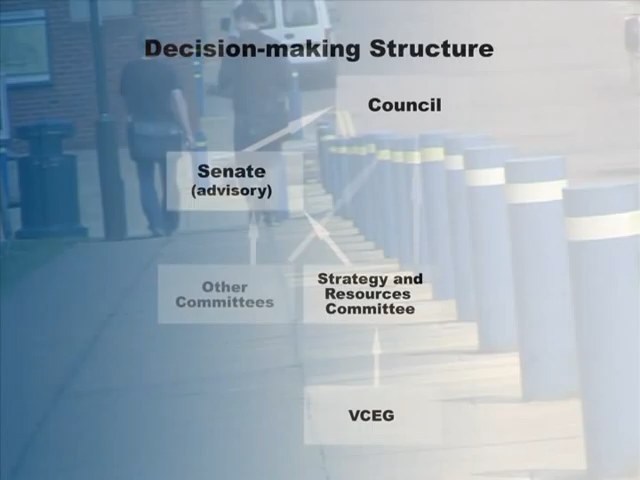 Decision-making Structure
Council
Senate
(advisory)
Other
Committees
Strategy and
Resources
Committee
VCEG